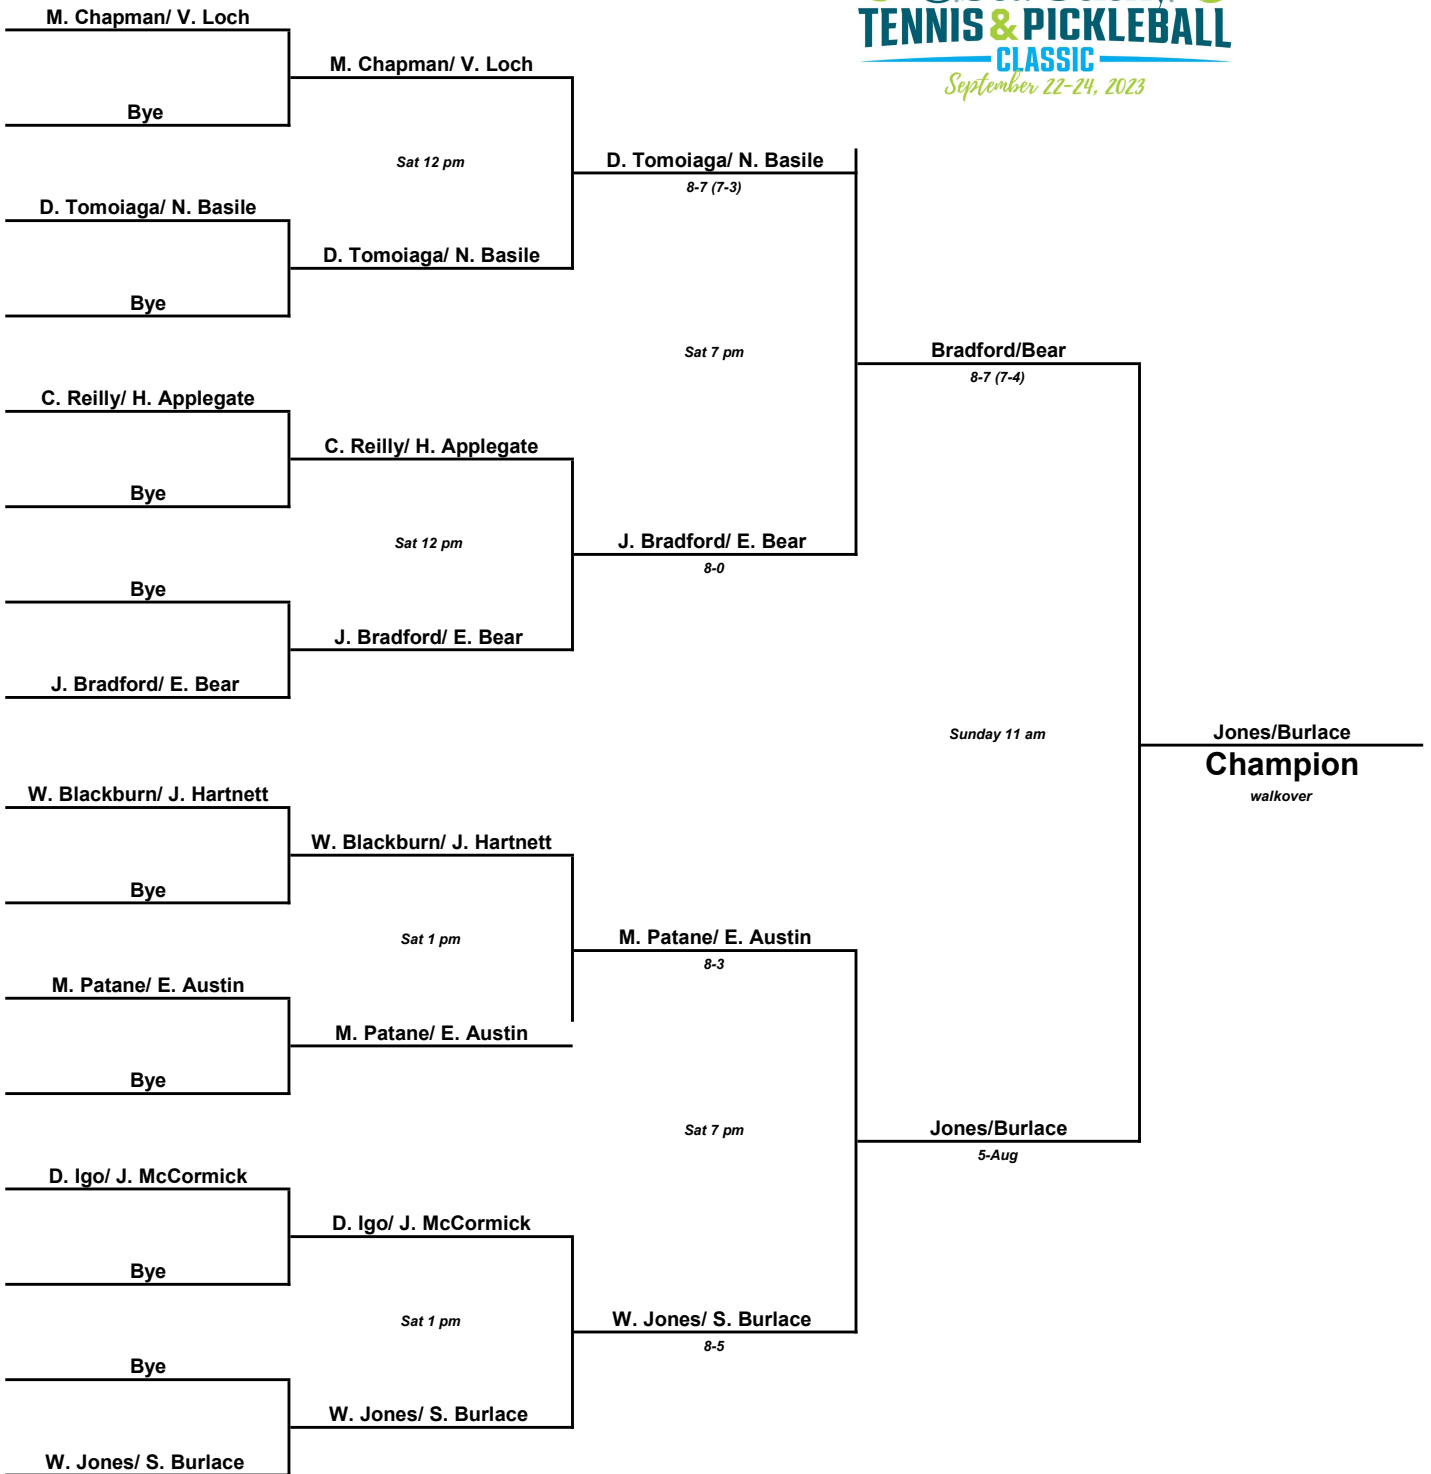 TENNIS & PICKLEBALL
CLASSIC
September 22-24, 2023
M. Chapman/ V. Loch
Bye
D. Tomoiaga/ N. Basile
Bye
C. Reilly/ H. Applegate
Bye
Bye
J. Bradford/ E. Bear
W. Blackburn/ J. Hartnett
Bye
M. Patane/ E. Austin
Bye
D. Igo/ J. McCormick
Bye
Bye
W. Jones/ S. Burlace
M. Chapman/ V. Loch
Sat 12 pm
D. Tomoiaga/ N. Basile
C. Reilly/ H. Applegate
Sat 12 pm
J. Bradford/ E. Bear
W. Blackburn/ J. Hartnett
Sat 1 pm
M. Patane/ E. Austin
D. Igo/ J. McCormick
Sat 1 pm
W. Jones/ S. Burlace
D. Tomoiaga/ N. Basile
8-7 (7-3)
Sat 7 pm
J. Bradford/ E. Bear
8-0
M. Patane/ E. Austin
8-3
Sat 7 pm
W. Jones/ S. Burlace
8-5
Bradford/Bear
8-7 (7-4)
Sunday 11 am
Jones/Burlace
5-Aug
Jones/Burlace
Champion
walkover